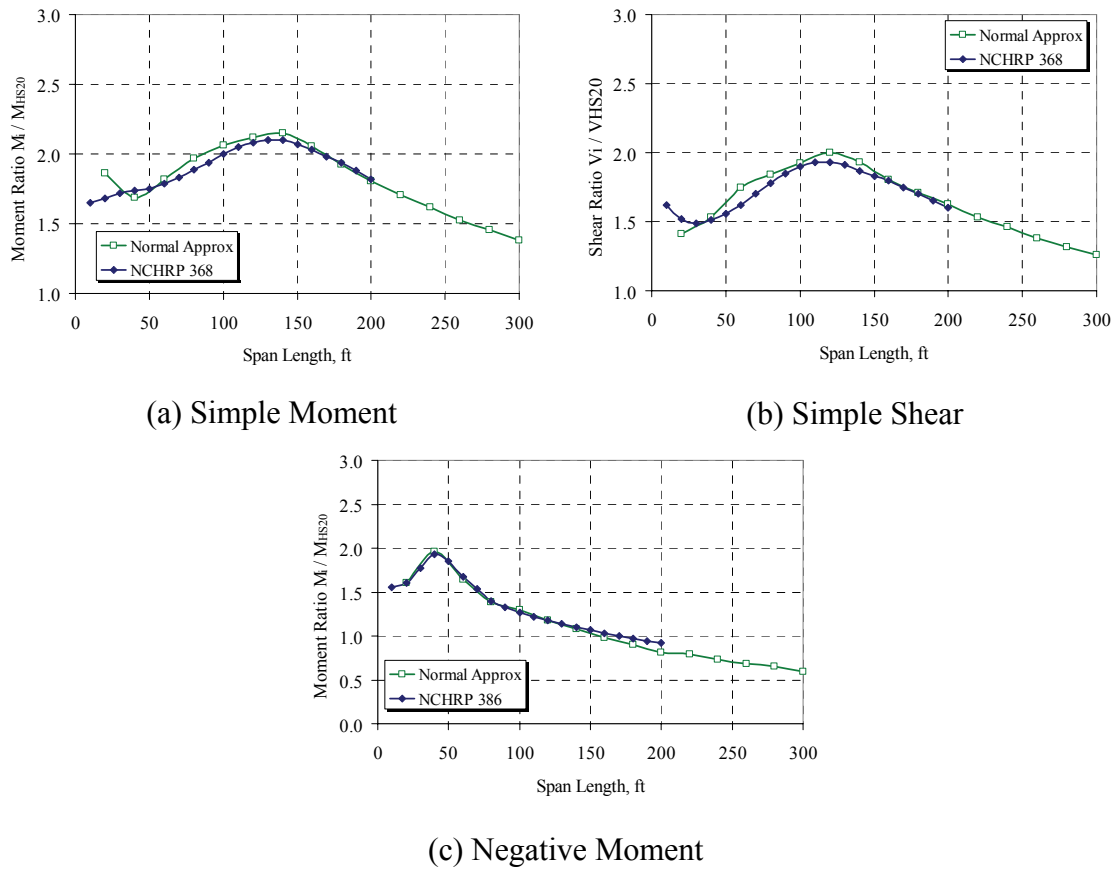 3.0
2.5
2.0
1.5
1.0
Moment Ratio Mi / MHS20
Normal Approx
NCHRP 368
0 50 100 150 200 250 300
Span Length, ft
(a) Simple Moment
3.0
2.5
2.0
1.5
1.0
Shear Ratio Vi / VHS20
Normal Approx
NCHRP 368
0 50 100 150 200 250 300
Span Length, ft
(b) Simple Shear
3.0
2.5
2.0
1.5
1.0
0.5
0.0
Moment Ratio Mi / MHS20
Normal Approx
NCHRP 386
0 50 100 150 200 250 300
Span Length, ft
(c) Negative Moment